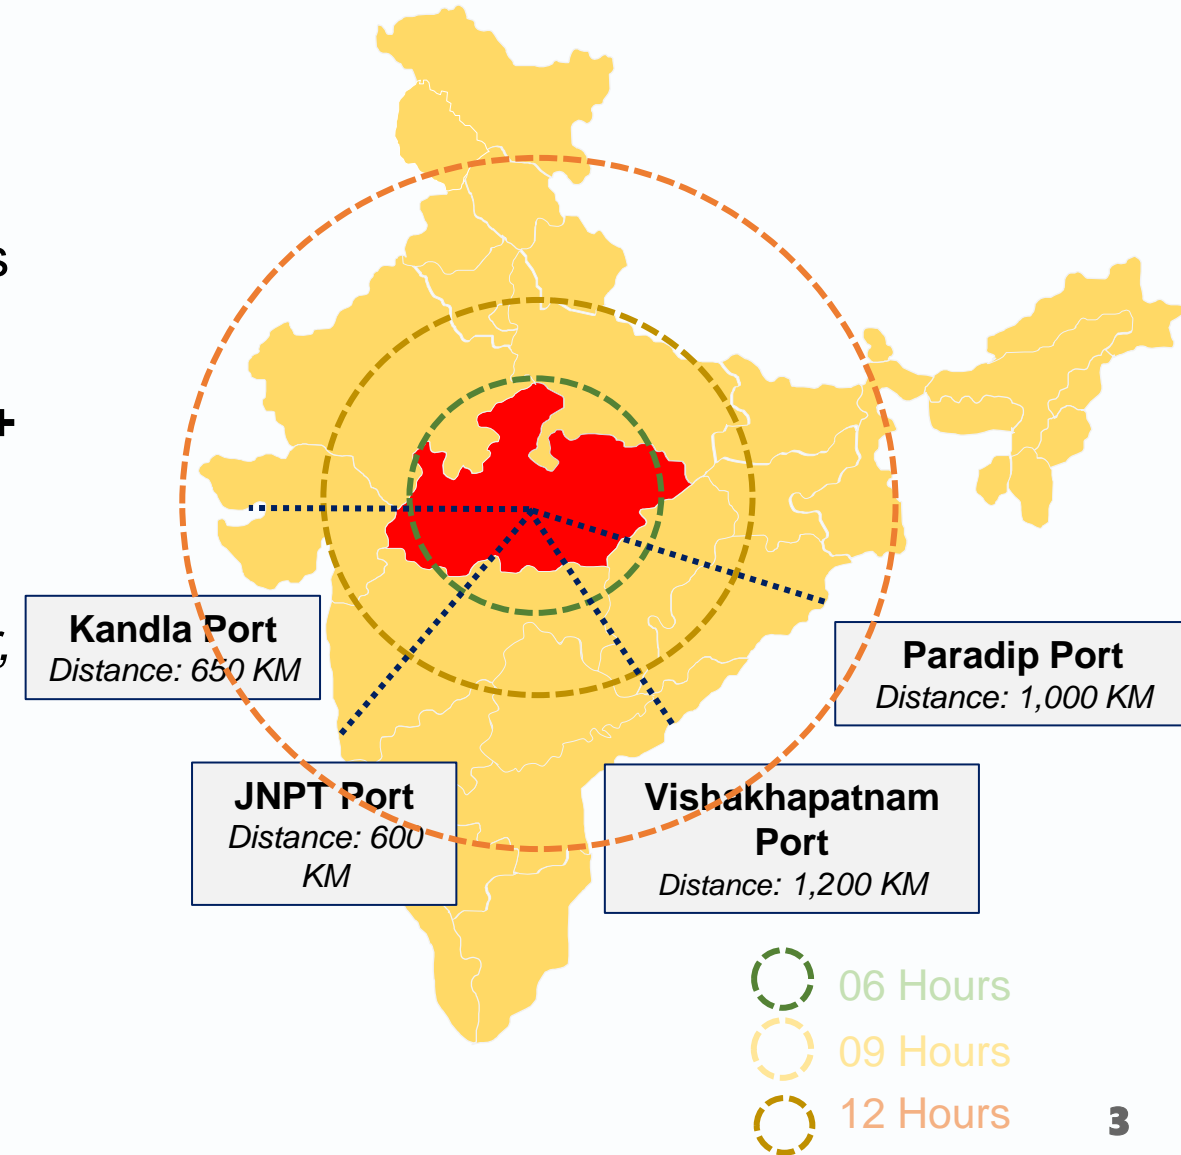 s
+
Kandla Port
Distance: 650 KM
Paradip Port
Distance: 1,000 KM
JNPT Port
Distance: 600
KM
Vishakhapatnam
Port
Distance: 1,200 KM
06 Hours
09 Hours
12 Hours
3